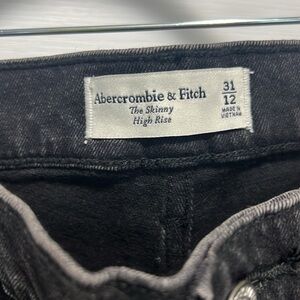 Abercrombie & Fitch
The Skinny
High Rise
31
12
MADE IN
VIETNAM